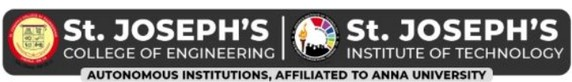 St. JOSEPH'S
COLLEGE OF ENGINEERING
St. JOSEPH'S
INSTITUTE OF TECHNOLOGY
AUTONOMOUS INSTITUTIONS, AFFILIATED TO ANNA UNIVERSITY